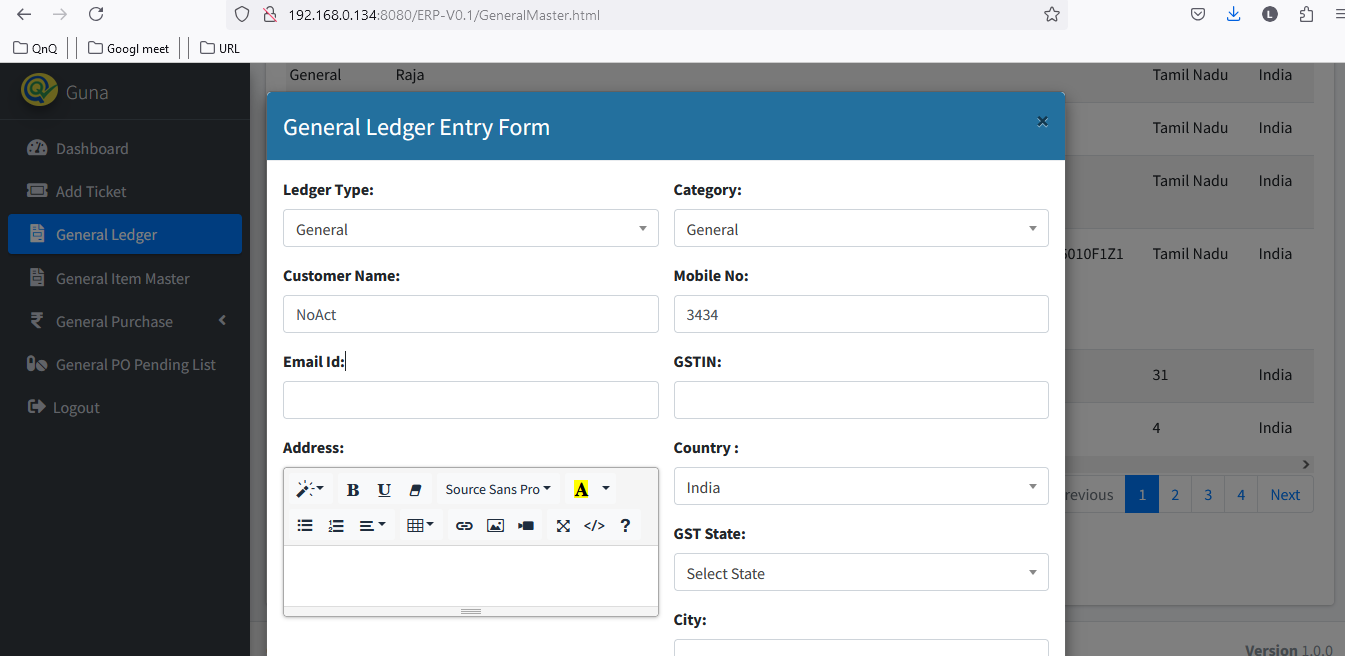 192.168.0.134:8080/ERP-V0.1/GeneralMaster.html
L
QnQ
Googl meet
URL
Guna
Dashboard
Add Ticket
General Ledger
General Item Master
General Purchase
General PO Pending List
Logout
General Raja Tamil Nadu India
Tamil Nadu India
Tamil Nadu India
Tamil Nadu India
31 India
4 India
1 2 3 4 Next
General Ledger Entry Form
×
Ledger Type:
General
Category:
General
Customer Name:
NoAct
Mobile No:
3434
Email Id:
GSTIN:
Address:
B U Source Sans Pro A
</> ?
Country :
India
GST State:
Select State
City:
Version 1.0.0